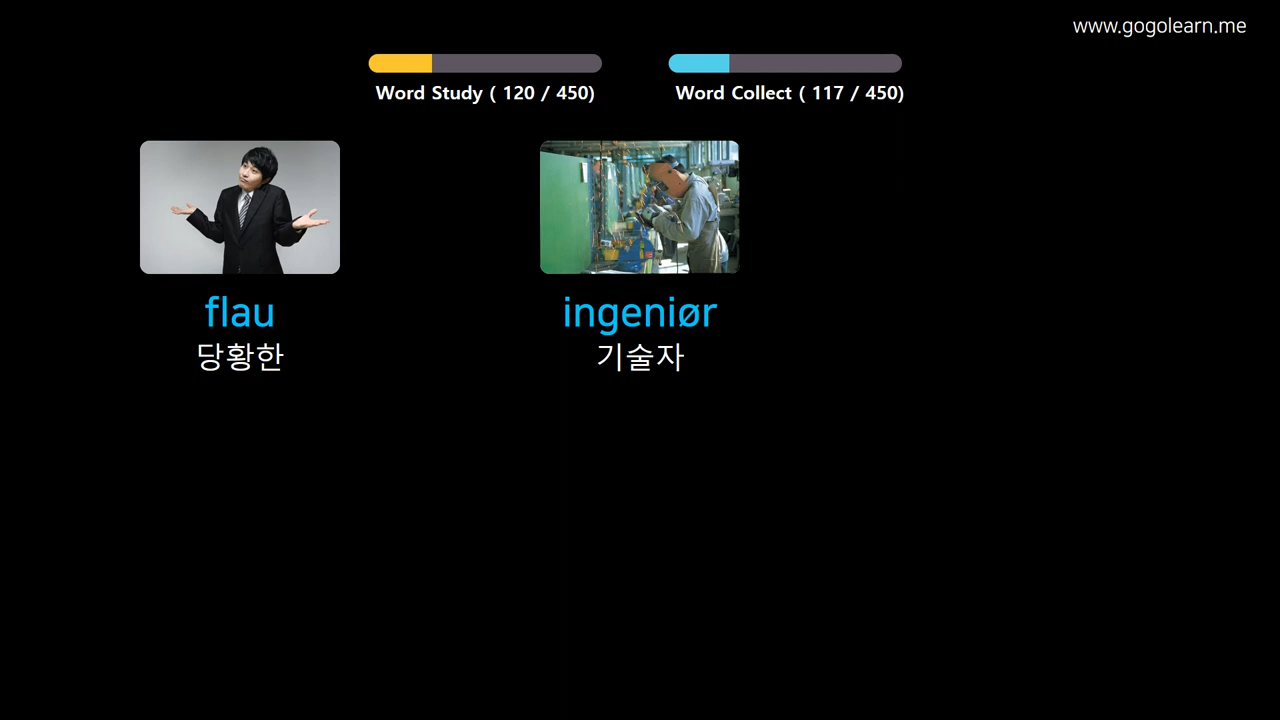 www.gogolearn.me
Word Study ( 120 / 450)
Word Collect ( 117 / 450)
flau
당황한
ingeniør
기술자